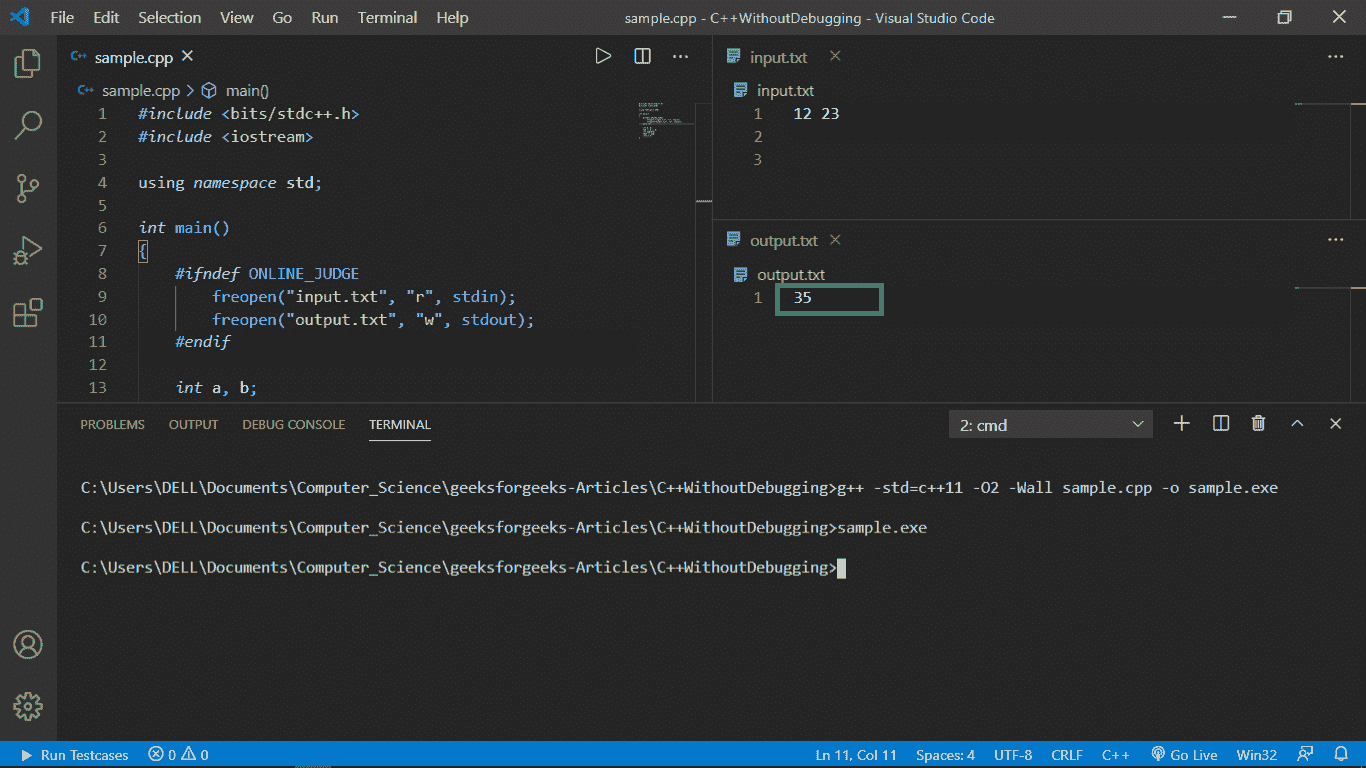 File Edit Selection View Go Run Terminal Help
sample.cpp - C++WithoutDebugging - Visual Studio Code
C++ sample.cpp
C++ sample.cpp > main()
1 #include <bits/stdc++.h>
2 #include <iostream>
3
4 using namespace std;
5
6 int main()
7 {
8 #ifndef ONLINE_JUDGE
9 freopen("input.txt", "r", stdin);
10 freopen("output.txt", "w", stdout);
11 #endif
12
13 int a, b;
input.txt
input.txt
1 12 23
2
3
output.txt
output.txt
1 35
PROBLEMS OUTPUT DEBUG CONSOLE TERMINAL
2: cmd
C:\Users\DELL\Documents\Computer_Science\geeksforgeeks-Articles\C++WithoutDebugging>g++ -std=c++11 -O2 -Wall sample.cpp -o sample.exe
C:\Users\DELL\Documents\Computer_Science\geeksforgeeks-Articles\C++WithoutDebugging>sample.exe
C:\Users\DELL\Documents\Computer_Science\geeksforgeeks-Articles\C++WithoutDebugging>
Run Testcases 0 0 Ln 11, Col 11 Spaces: 4 UTF-8 CRLF C++ Go Live Win32